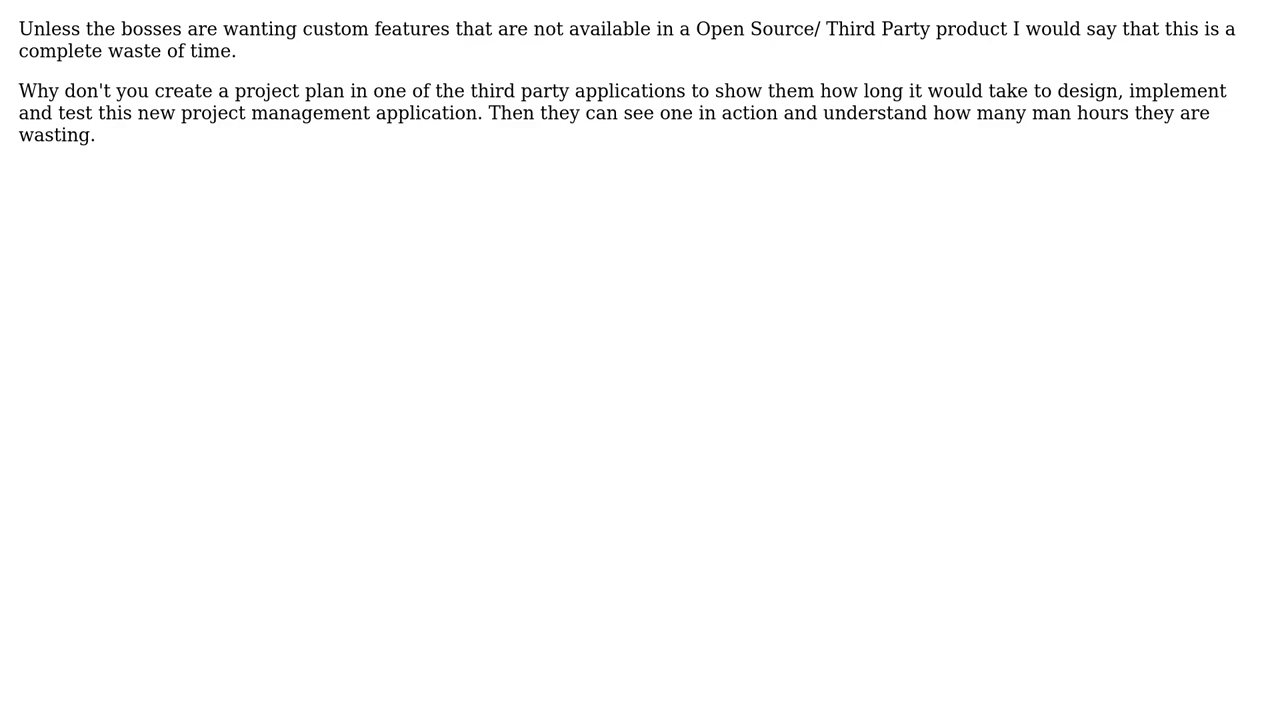 Unless the bosses are wanting custom features that are not available in a Open Source/ Third Party product I would say that this is a
complete waste of time.
Why don't you create a project plan in one of the third party applications to show them how long it would take to design, implement
and test this new project management application. Then they can see one in action and understand how many man hours they are
wasting.